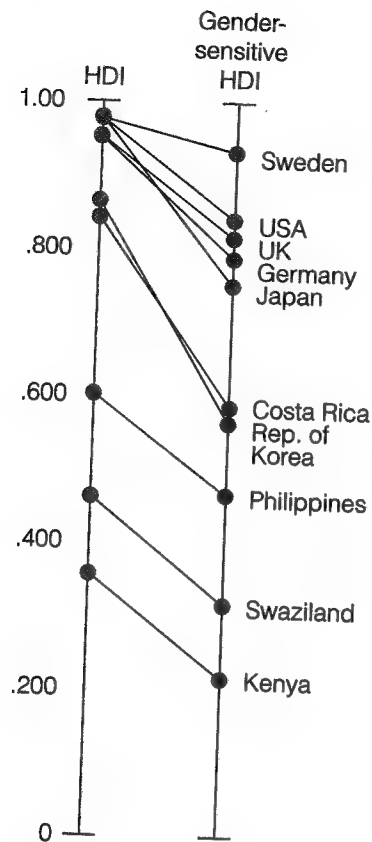 Gender-
sensitive
HDI
HDI
1.00
.800
.600
.400
.200
0
Sweden
USA
UK
Germany
Japan
Costa Rica
Rep. of
Korea
Philippines
Swaziland
Kenya